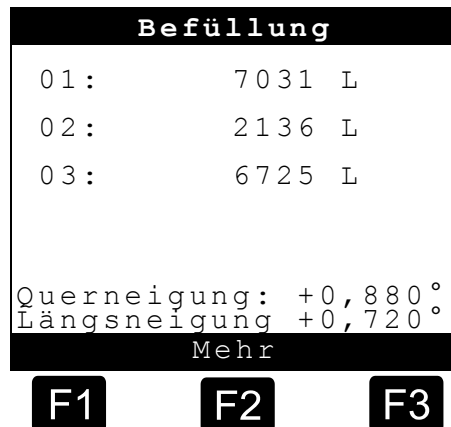 Befüllung
01: 7031 L
02: 2136 L
03: 6725 L
Querneigung: +0,880°
Längsneigung +0,720°
Mehr
F1 F2 F3